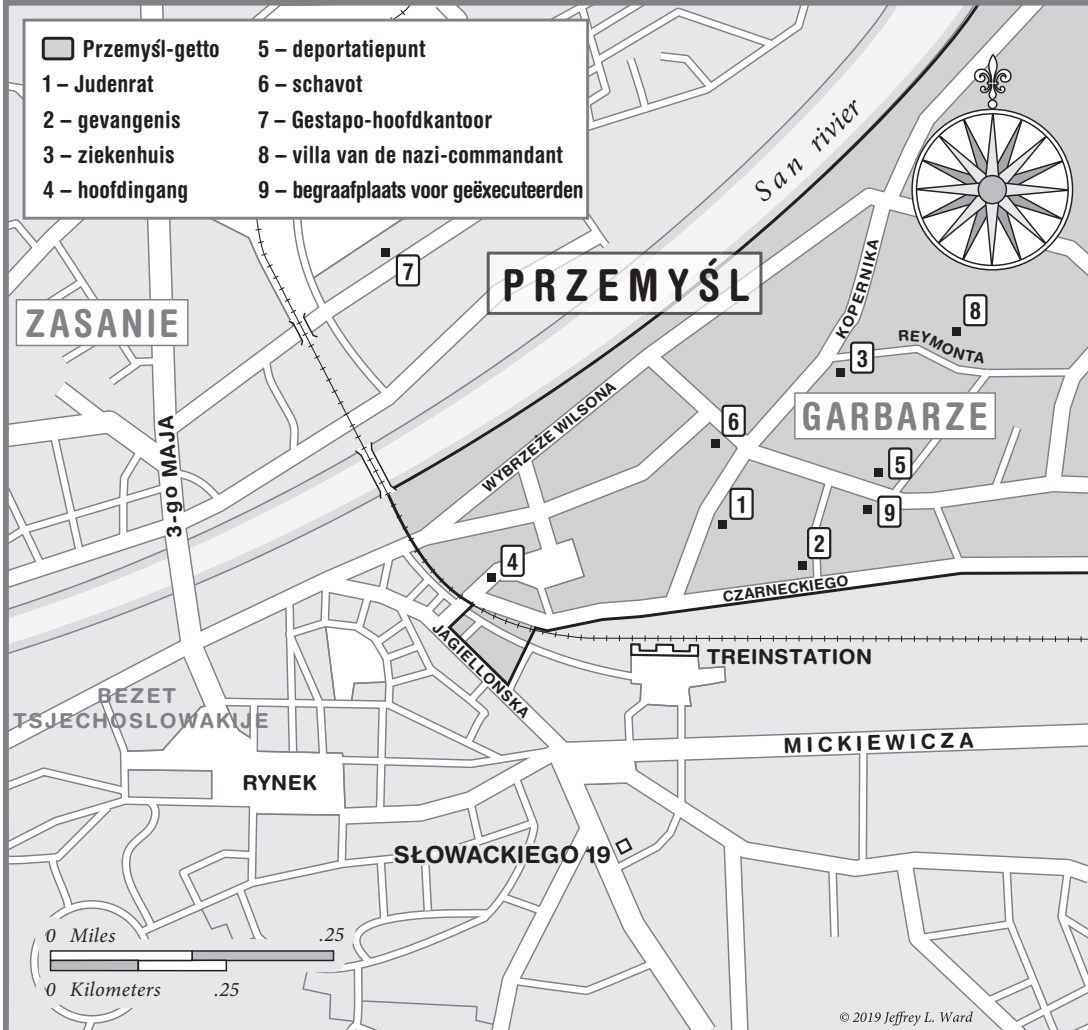 Przemyśl-getto
1 – Judenrat
2 – gevangenis
3 – ziekenhuis
4 – hoofdingang
5 – deportatiepunt
6 – schavot
7 – Gestapo-hoofdkantoor
8 – villa van de nazi-commandant
9 – begraafplaats voor geëxecuteerden
San rivier
7
PRZEMYŚL
ZASANIE
KOPERNIKA
8
REYMONTA
3
GARBARZE
WYBRZEŻE WILSONA
6
3-go MAJA
5
1
9
4
2
CZARNECKIEGO
JAGIELLOŃSKA
TREINSTATION
BEZET
TSJECHOSLOWAKIJE
MICKIEWICZA
RYNEK
SŁOWACKIEGO 19
0 Miles .25
0 Kilometers .25
© 2019 Jeffrey L. Ward